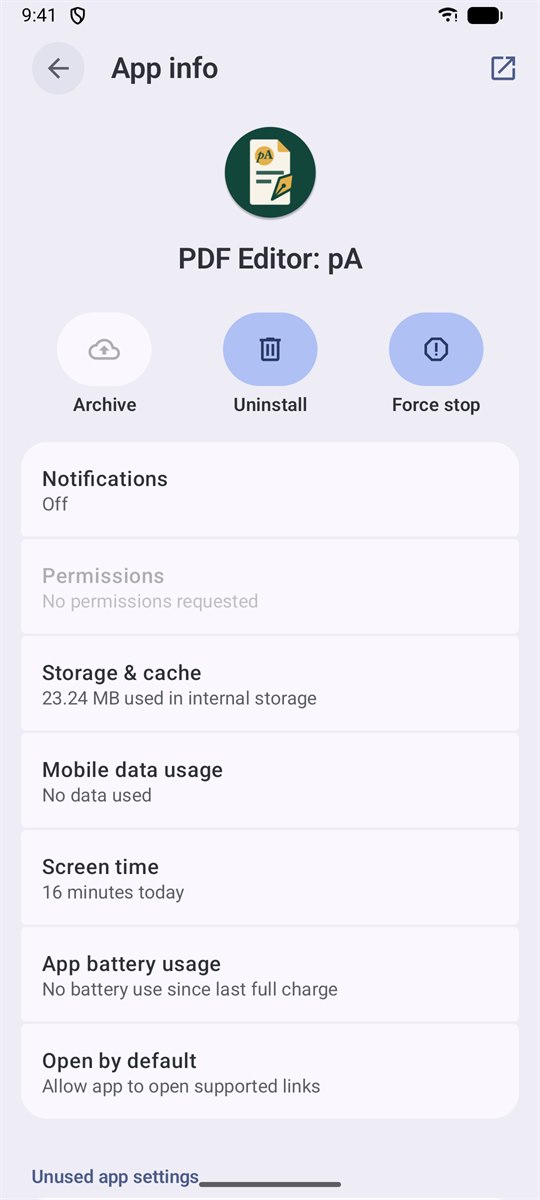 9:41
App info
pA
PDF Editor: pA
Archive
Uninstall
Force stop
Notifications
Off
Permissions
No permissions requested
Storage & cache
23.24 MB used in internal storage
Mobile data usage
No data used
Screen time
16 minutes today
App battery usage
No battery use since last full charge
Open by default
Allow app to open supported links
Unused app settings